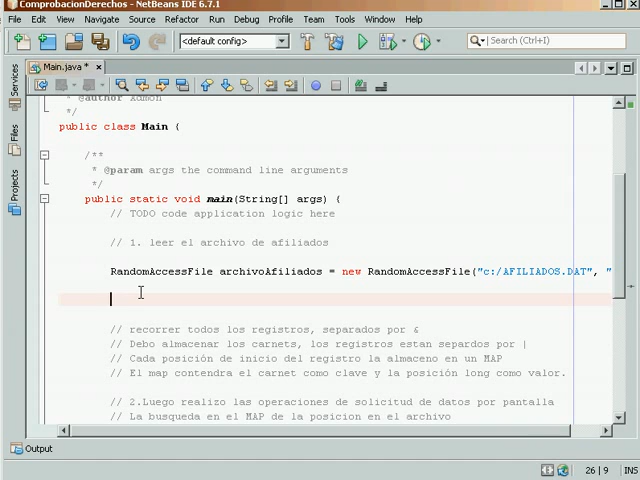 ComprobacionDerechos - NetBeans IDE 6.7.1
File Edit View Navigate Source Refactor Run Debug Profile Team Tools Window Help
<default config>
Search (Ctrl+I)
Main.java *
Services
Files
Projects
* @author Admon
*/
public class Main {
/**
* @param args the command line arguments
*/
public static void main(String[] args) {
// TODO code application logic here
// 1. leer el archivo de afiliados
RandomAccessFile archivoAfiliados = new RandomAccessFile("c:/AFILIADOS.DAT", "
// recorrer todos los registros, separados por &
// Debo almacenar los carnets, los registros estan separdos por |
// Cada posición de inicio del registro la almaceno en un MAP
// El map contendra el carnet como clave y la posición long como valor.
// 2.Luego realizo las operaciones de solicitud de datos por pantalla
// La busqueda en el MAP de la posicion en el archivo
Output
26 | 9 INS